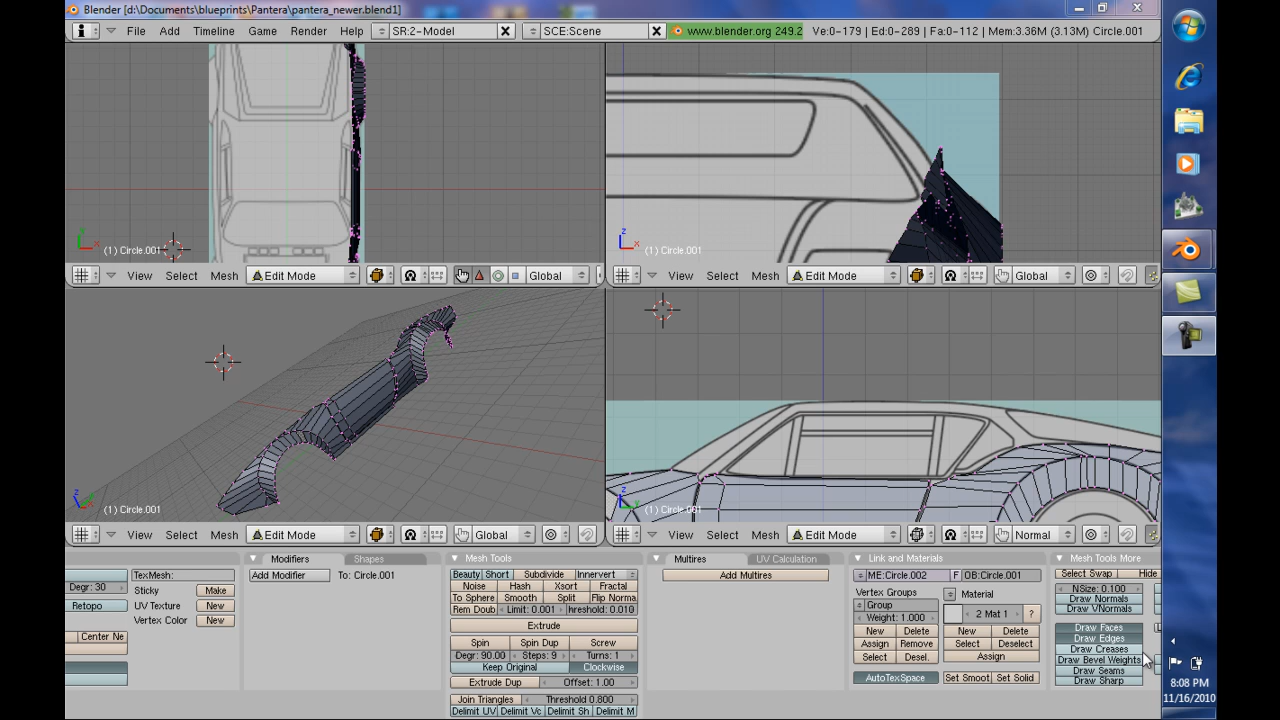 Blender [d:\Documents\blueprints\Pantera\pantera_newer.blend1]
File Add Timeline Game Render Help SR:2-Model SCE:Scene www.blender.org 249.2 Ve:0-179 | Ed:0-289 | Fa:0-112 | Mem:3.36M (3.13M) Circle.001
(1) Circle.001
(1) Circle.001
View Select Mesh Edit Mode Global
View Select Mesh Edit Mode Global
(1) Circle.001
(1) Circle.001
View Select Mesh Edit Mode Global
View Select Mesh Edit Mode Normal
Degr: 30
Retopo
Center Ne
TexMesh:
Sticky Make
UV Texture New
Vertex Color New
Modifiers Shapes
Add Modifier To: Circle.001
Mesh Tools
Beauty Short Subdivide Innervert
Noise Hash Xsort Fractal
To Sphere Smooth Split Flip Norma
Rem Doub Limit: 0.001 hreshold: 0.010
Extrude
Spin Spin Dup Screw
Degr: 90.00 Steps: 9 Turns: 1
Keep Original Clockwise
Extrude Dup Offset: 1.00
Join Triangles Threshold 0.800
Delimit UV Delimit Vc Delimit Sh Delimit M
Multires UV Calculation
Add Multires
Link and Materials
ME:Circle.002 F OB:Circle.001
Vertex Groups
Group
Weight: 1.000
New Delete
Assign Remove
Select Desel.
AutoTexSpace
Material
2 Mat 1 ?
New Delete
Select Deselect
Assign
Set Smoot Set Solid
Mesh Tools More
Select Swap Hide
NSize: 0.100
Draw Normals
Draw VNormals
Draw Faces
Draw Edges
Draw Creases
Draw Bevel Weights
Draw Seams
Draw Sharp
8:08 PM
11/16/2010